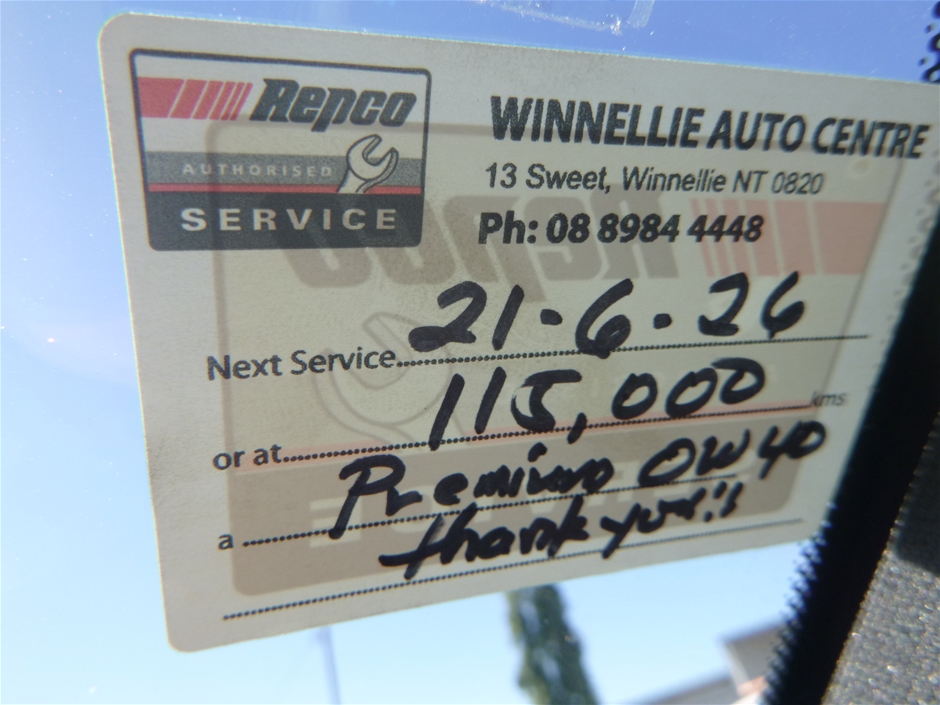 Repco
AUTHORISED
SERVICE
WINNELLIE AUTO CENTRE
13 Sweet, Winnellie NT 0820
Ph: 08 8984 4448
Next Service 21-6-26
or at 115,000 kms
a Premium 0W40
thank you!!